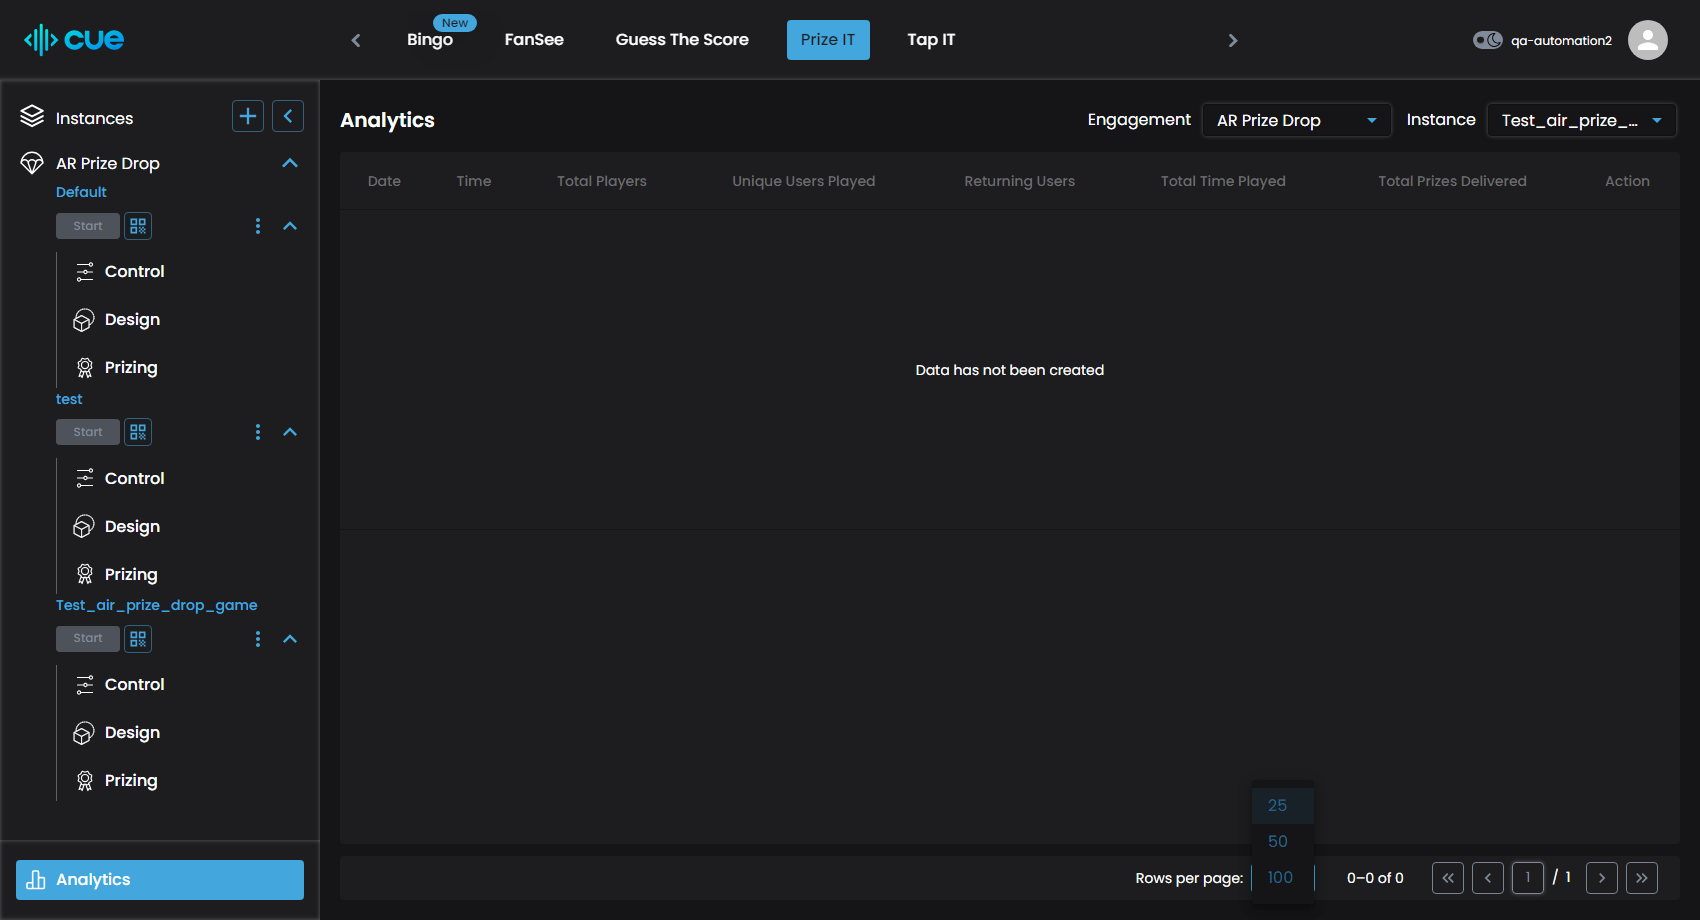 cue
New
Bingo
FanSee
Guess The Score
Prize IT
Tap IT
qa-automation2
Instances
AR Prize Drop
Default
Start
Control
Design
Prizing
test
Start
Control
Design
Prizing
Test_air_prize_drop_game
Start
Control
Design
Prizing
Analytics
Analytics
Engagement
AR Prize Drop
Instance
Test_air_prize_...
Date Time Total Players Unique Users Played Returning Users Total Time Played Total Prizes Delivered Action
Data has not been created
25
50
Rows per page: 100 0–0 of 0 1 / 1